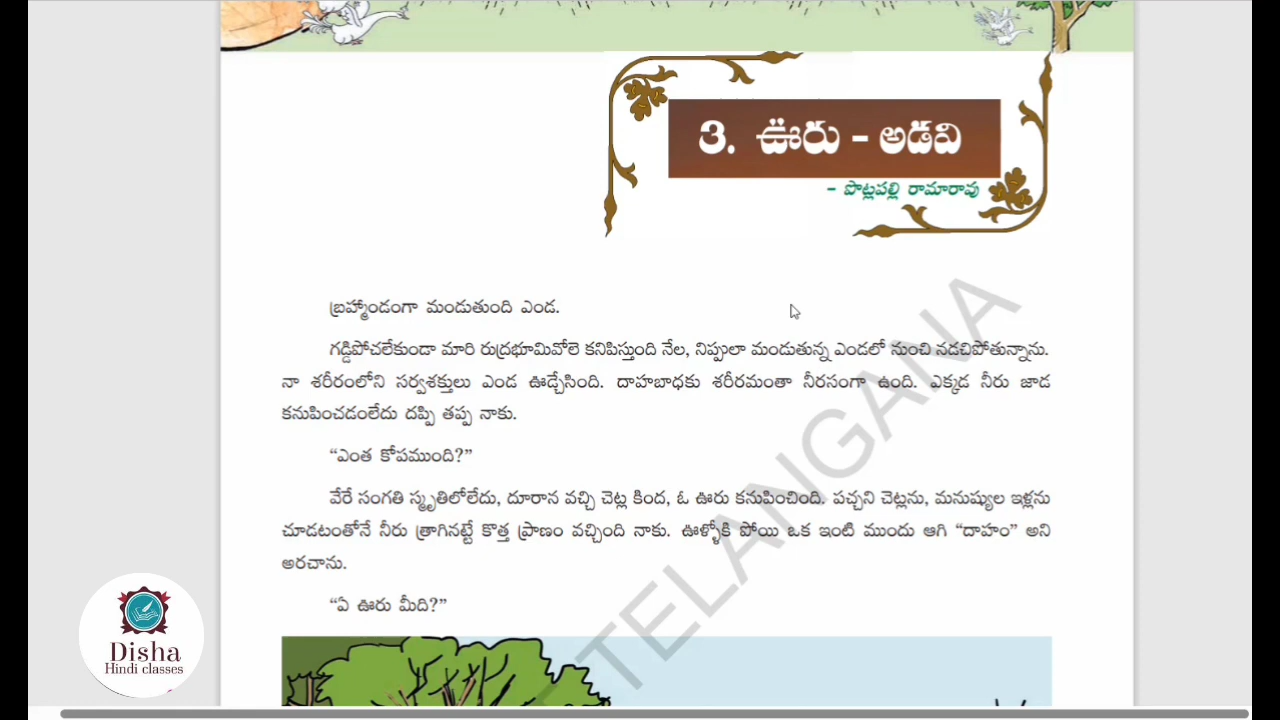 3. ఊరు - అడవి
- పొట్లపల్లి రామారావు
బ్రహ్మాండంగా మండుతుంది ఎండ.
గడ్డిపోచలేకుండా మారి రుద్రభూమివోలె కనిపిస్తుంది నేల, నిప్పులా మండుతున్న ఎండలో నుంచి నడచిపోతున్నాను.
నా శరీరంలోని సర్వశక్తులు ఎండ ఊడ్చేసింది. దాహబాధకు శరీరమంతా నీరసంగా ఉంది. ఎక్కడ నీరు జాడ
కనుపించడంలేదు దప్పి తప్ప నాకు.
“ఎంత కోపముంది?”
వేరే సంగతి స్మృతిలోలేదు, దూరాన వచ్చి చెట్ల కింద, ఓ ఊరు కనుపించింది. పచ్చని చెట్లను, మనుష్యుల ఇళ్లను
చూడటంతోనే నీరు త్రాగినట్టే కొత్త ప్రాణం వచ్చింది నాకు. ఊళ్ళోకి పోయి ఒక ఇంటి ముందు ఆగి “దాహం” అని
అరచాను.
“ఏ ఊరు మీది?”
TELANGANA
Disha
Hindi classes